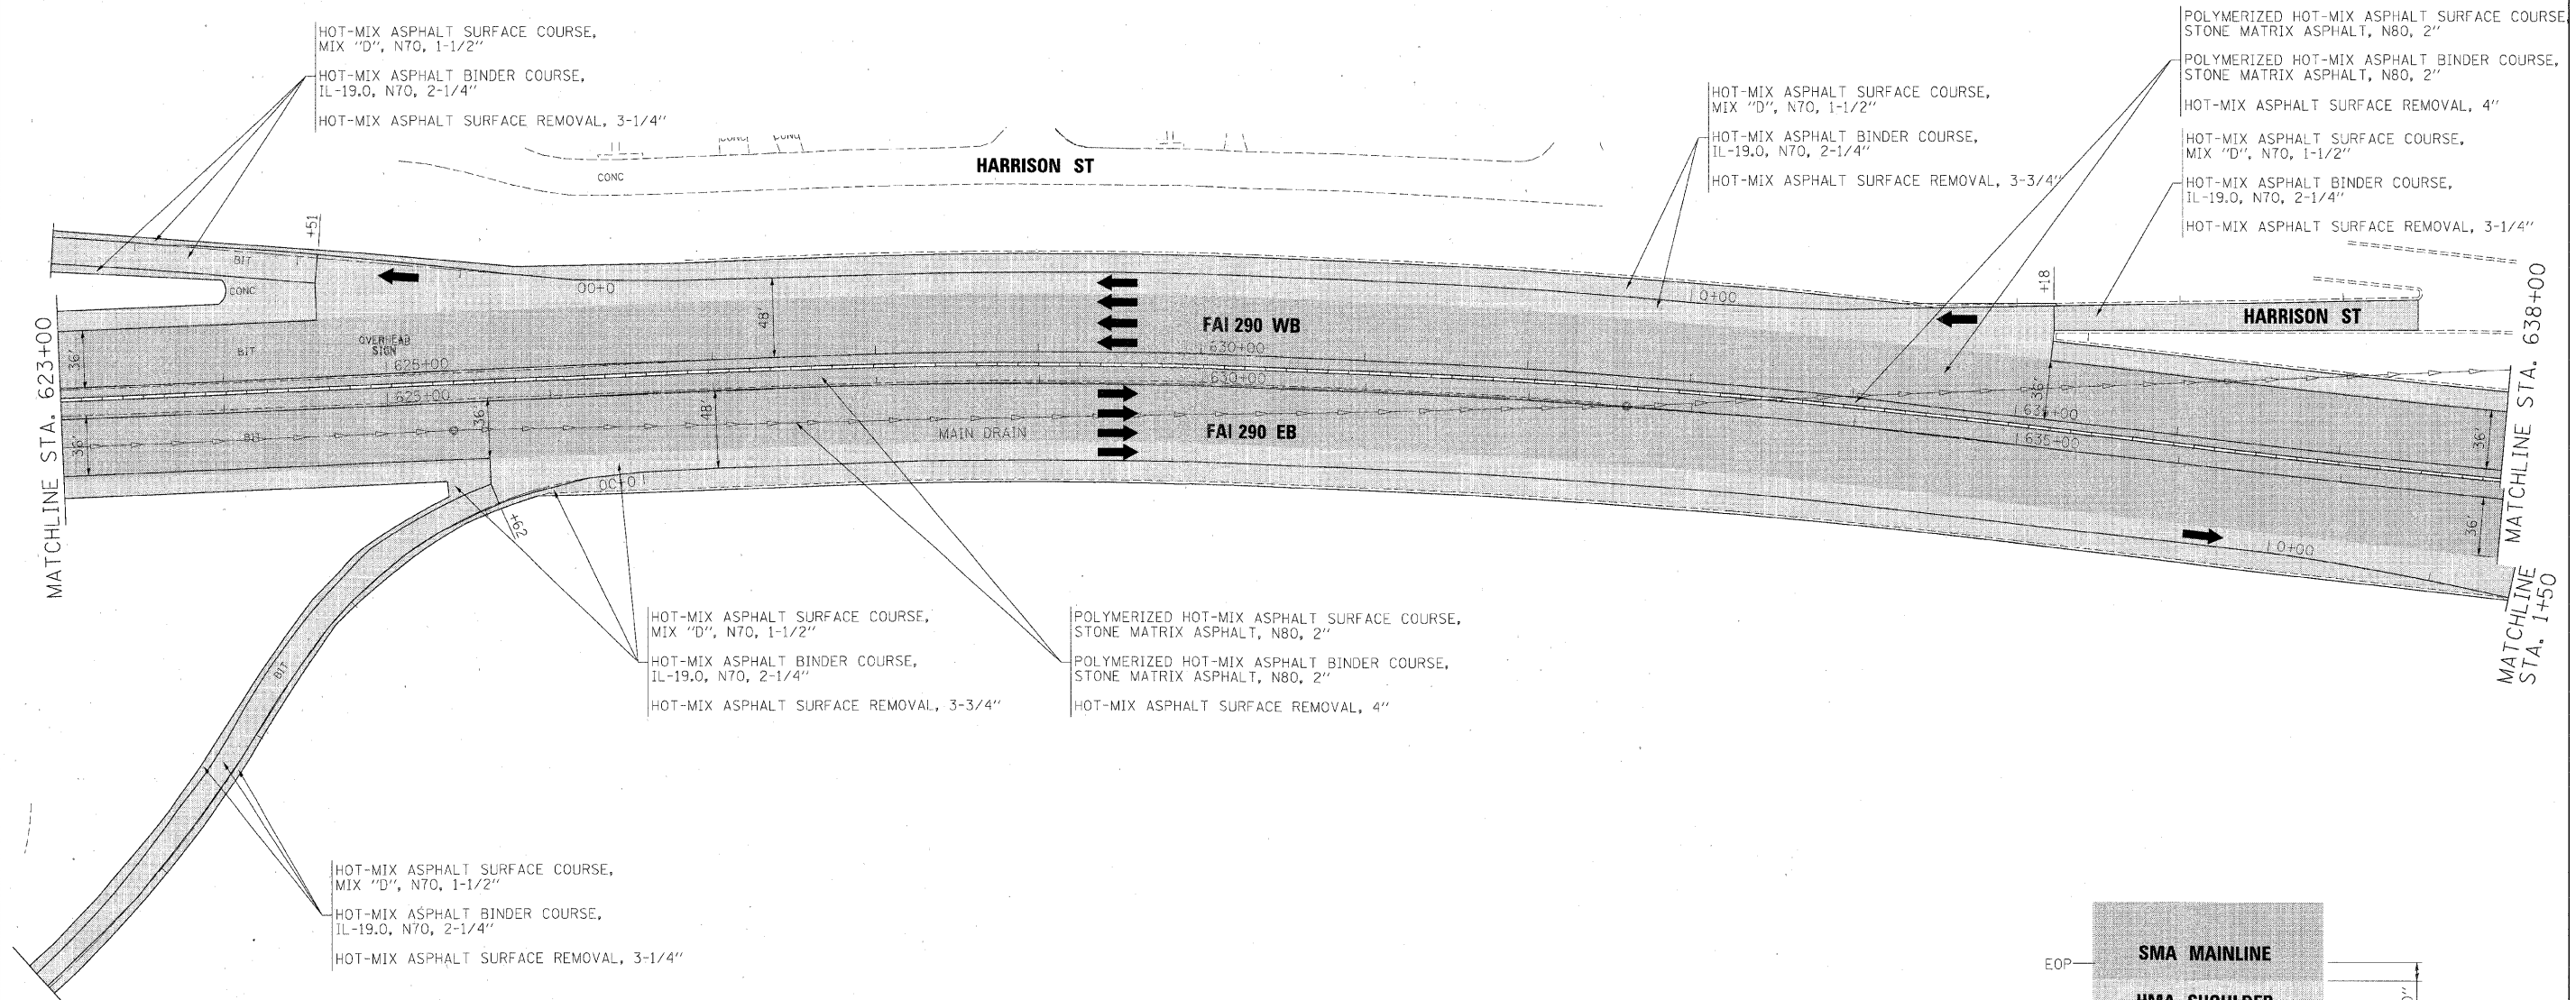 HOT-MIX ASPHALT SURFACE COURSE,
MIX "D", N70, 1-1/2"
HOT-MIX ASPHALT BINDER COURSE,
IL-19.0, N70, 2-1/4"
HOT-MIX ASPHALT SURFACE REMOVAL, 3-1/4"
HOT-MIX ASPHALT SURFACE COURSE,
MIX "D", N70, 1-1/2"
HOT-MIX ASPHALT BINDER COURSE,
IL-19.0, N70, 2-1/4"
HOT-MIX ASPHALT SURFACE REMOVAL, 3-3/4"
POLYMERIZED HOT-MIX ASPHALT SURFACE COURSE,
STONE MATRIX ASPHALT, N80, 2"
POLYMERIZED HOT-MIX ASPHALT BINDER COURSE,
STONE MATRIX ASPHALT, N80, 2"
HOT-MIX ASPHALT SURFACE REMOVAL, 4"
HOT-MIX ASPHALT SURFACE COURSE,
MIX "D", N70, 1-1/2"
HOT-MIX ASPHALT BINDER COURSE,
IL-19.0, N70, 2-1/4"
HOT-MIX ASPHALT SURFACE REMOVAL, 3-1/4"
CONC
HARRISON ST
+51
BIT
CONC
0+00
48'
1 0+00
+18
HARRISON ST
FAI 290 WB
OVERHEAD
SIGN
BIT
36'
625+00
630+00
MATCHLINE STA. 623+00
625+00
630+00
36'
48'
36'
BIT
MAIN DRAIN
FAI 290 EB
36'
635+00
635+00
36'
36'
MATCHLINE STA. 638+00
0+00
+62
1 0+00
MATCHLINE
STA. 1+50
BIT
HOT-MIX ASPHALT SURFACE COURSE,
MIX "D", N70, 1-1/2"
HOT-MIX ASPHALT BINDER COURSE,
IL-19.0, N70, 2-1/4"
HOT-MIX ASPHALT SURFACE REMOVAL, 3-3/4"
POLYMERIZED HOT-MIX ASPHALT SURFACE COURSE,
STONE MATRIX ASPHALT, N80, 2"
POLYMERIZED HOT-MIX ASPHALT BINDER COURSE,
STONE MATRIX ASPHALT, N80, 2"
HOT-MIX ASPHALT SURFACE REMOVAL, 4"
HOT-MIX ASPHALT SURFACE COURSE,
MIX "D", N70, 1-1/2"
HOT-MIX ASPHALT BINDER COURSE,
IL-19.0, N70, 2-1/4"
HOT-MIX ASPHALT SURFACE REMOVAL, 3-1/4"
EOP
SMA MAINLINE
HMA SHOULDER